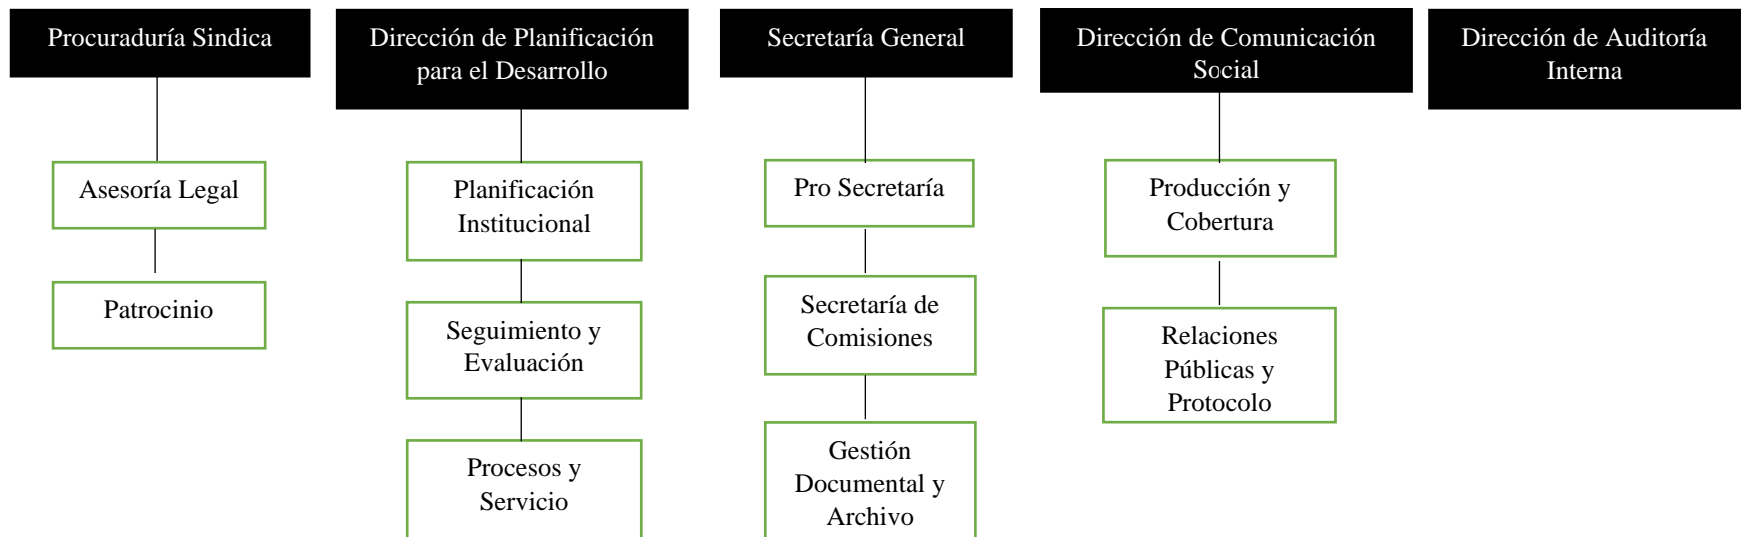 Procuraduría Sindica
Asesoría Legal
Patrocinio
Dirección de Planificación
para el Desarrollo
Planificación
Institucional
Seguimiento y
Evaluación
Procesos y
Servicio
Secretaría General
Pro Secretaría
Secretaría de
Comisiones
Gestión
Documental y
Archivo
Dirección de Comunicación
Social
Producción y
Cobertura
Relaciones
Públicas y
Protocolo
Dirección de Auditoría
Interna